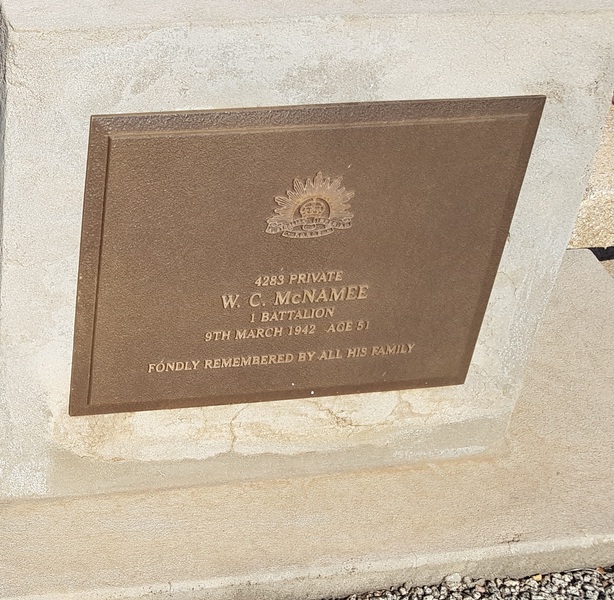 4283 PRIVATE
W. C. McNAMEE
1 BATTALION
9TH MARCH 1942 AGE 51
FONDLY REMEMBERED BY ALL HIS FAMILY